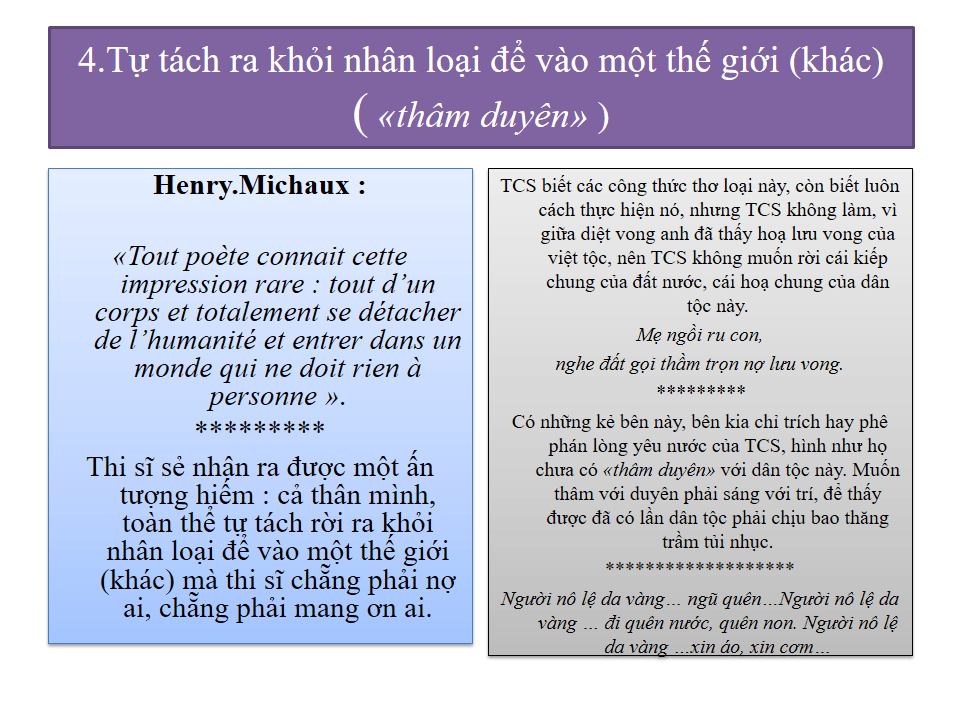 4.Tự tách ra khỏi nhân loại để vào một thế giới (khác)
( «thâm duyên» )
Henry.Michaux :
«Tout poète connait cette
impression rare : tout d’un
corps et totalement se détacher
de l’humanité et entrer dans un
monde qui ne doit rien à
personne ».
*********
Thi sĩ sẻ nhận ra được một ấn
tượng hiếm : cả thân mình,
toàn thể tự tách rời ra khỏi
nhân loại để vào một thế giới
(khác) mà thi sĩ chẵng phải nợ
ai, chẵng phải mang ơn ai.
TCS biết các công thức thơ loại này, còn biết luôn
cách thực hiện nó, nhưng TCS không làm, vì
giữa diệt vong anh đã thấy hoạ lưu vong của
việt tộc, nên TCS không muốn rời cái kiếp
chung của đất nước, cái hoạ chung của dân
tộc này.
Mẹ ngồi ru con,
nghe đất gọi thầm trọn nợ lưu vong.
*********
Có những kẻ bên này, bên kia chỉ trích hay phê
phán lòng yêu nước của TCS, hình như họ
chưa có «thâm duyên» với dân tộc này. Muốn
thâm với duyên phải sáng với trí, để thấy
được đã có lần dân tộc phải chịu bao thăng
trầm tủi nhục.
*******************
Người nô lệ da vàng… ngũ quên…Người nô lệ da
vàng … đi quên nước, quên non. Người nô lệ
da vàng …xin áo, xin cơm…